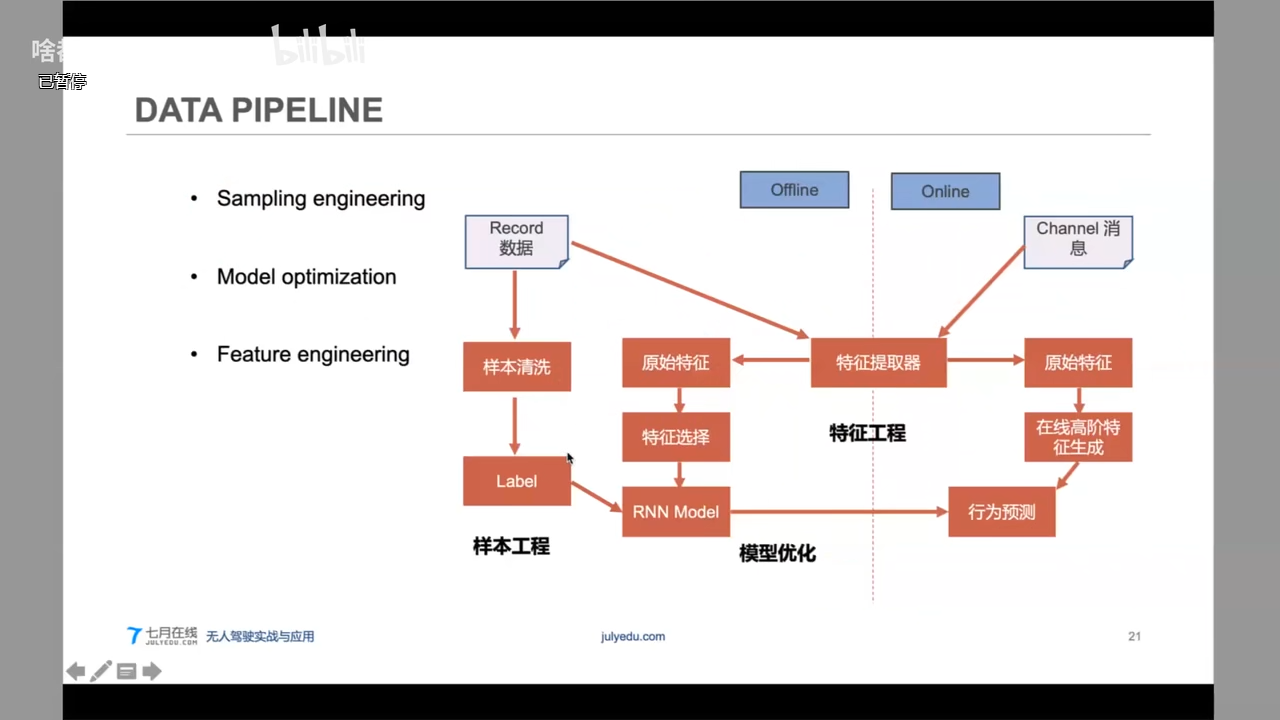 啥都
bilibili
已暂停
DATA PIPELINE
• Sampling engineering
• Model optimization
• Feature engineering
Offline
Online
Record
数据
Channel 消
息
样本清洗
原始特征
特征提取器
原始特征
特征选择
特征工程
在线高阶特
征生成
Label
RNN Model
行为预测
样本工程
模型优化
七月在线
JULYEDU.COM
无人驾驶实战与应用
julyedu.com
21